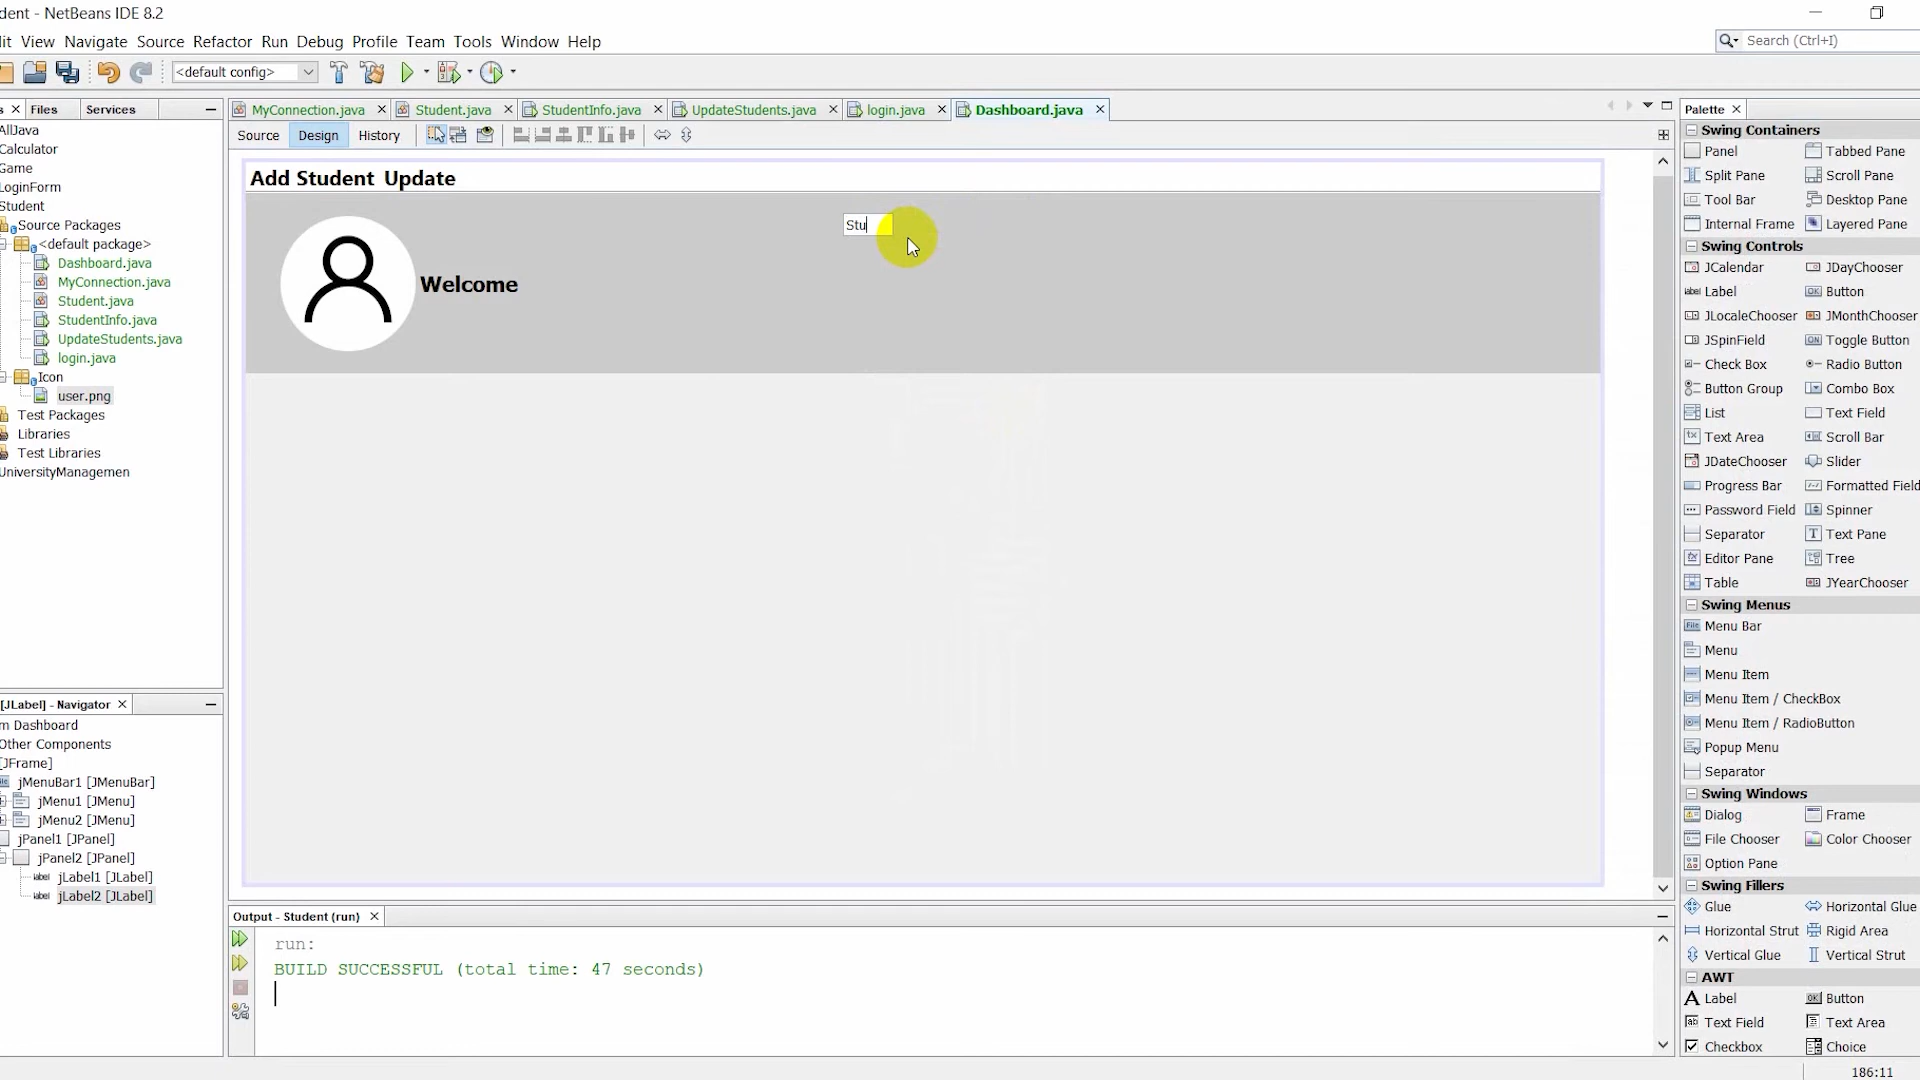 dent - NetBeans IDE 8.2
it View Navigate Source Refactor Run Debug Profile Team Tools Window Help
Search (Ctrl+I)
<default config>
s Files Services
MyConnection.java Student.java StudentInfo.java UpdateStudents.java login.java Dashboard.java
Palette
Source Design History
AllJava
Calculator
Game
LoginForm
Student
Source Packages
<default package>
Dashboard.java
MyConnection.java
Student.java
StudentInfo.java
UpdateStudents.java
login.java
Icon
user.png
Test Packages
Libraries
Test Libraries
UniversityManagemen
Add Student Update
Stu
Welcome
Swing Containers
Panel Tabbed Pane
Split Pane Scroll Pane
Tool Bar Desktop Pane
Internal Frame Layered Pane
Swing Controls
JCalendar JDayChooser
label Label OK Button
JLocaleChooser JMonthChooser
JSpinField ON Toggle Button
Check Box Radio Button
Button Group Combo Box
List Text Field
Text Area Scroll Bar
JDateChooser Slider
Progress Bar Formatted Field
Password Field Spinner
Separator Text Pane
Editor Pane Tree
Table JYearChooser
Swing Menus
Menu Bar
Menu
Menu Item
Menu Item / CheckBox
Menu Item / RadioButton
Popup Menu
Separator
Swing Windows
Dialog Frame
File Chooser Color Chooser
Option Pane
Swing Fillers
Glue Horizontal Glue
Horizontal Strut Rigid Area
Vertical Glue Vertical Strut
AWT
A Label OK Button
Text Field Text Area
Checkbox Choice
[JLabel] - Navigator
m Dashboard
Other Components
[JFrame]
jMenuBar1 [JMenuBar]
jMenu1 [JMenu]
jMenu2 [JMenu]
jPanel1 [JPanel]
jPanel2 [JPanel]
label jLabel1 [JLabel]
label jLabel2 [JLabel]
Output - Student (run)
run:
BUILD SUCCESSFUL (total time: 47 seconds)
186:11